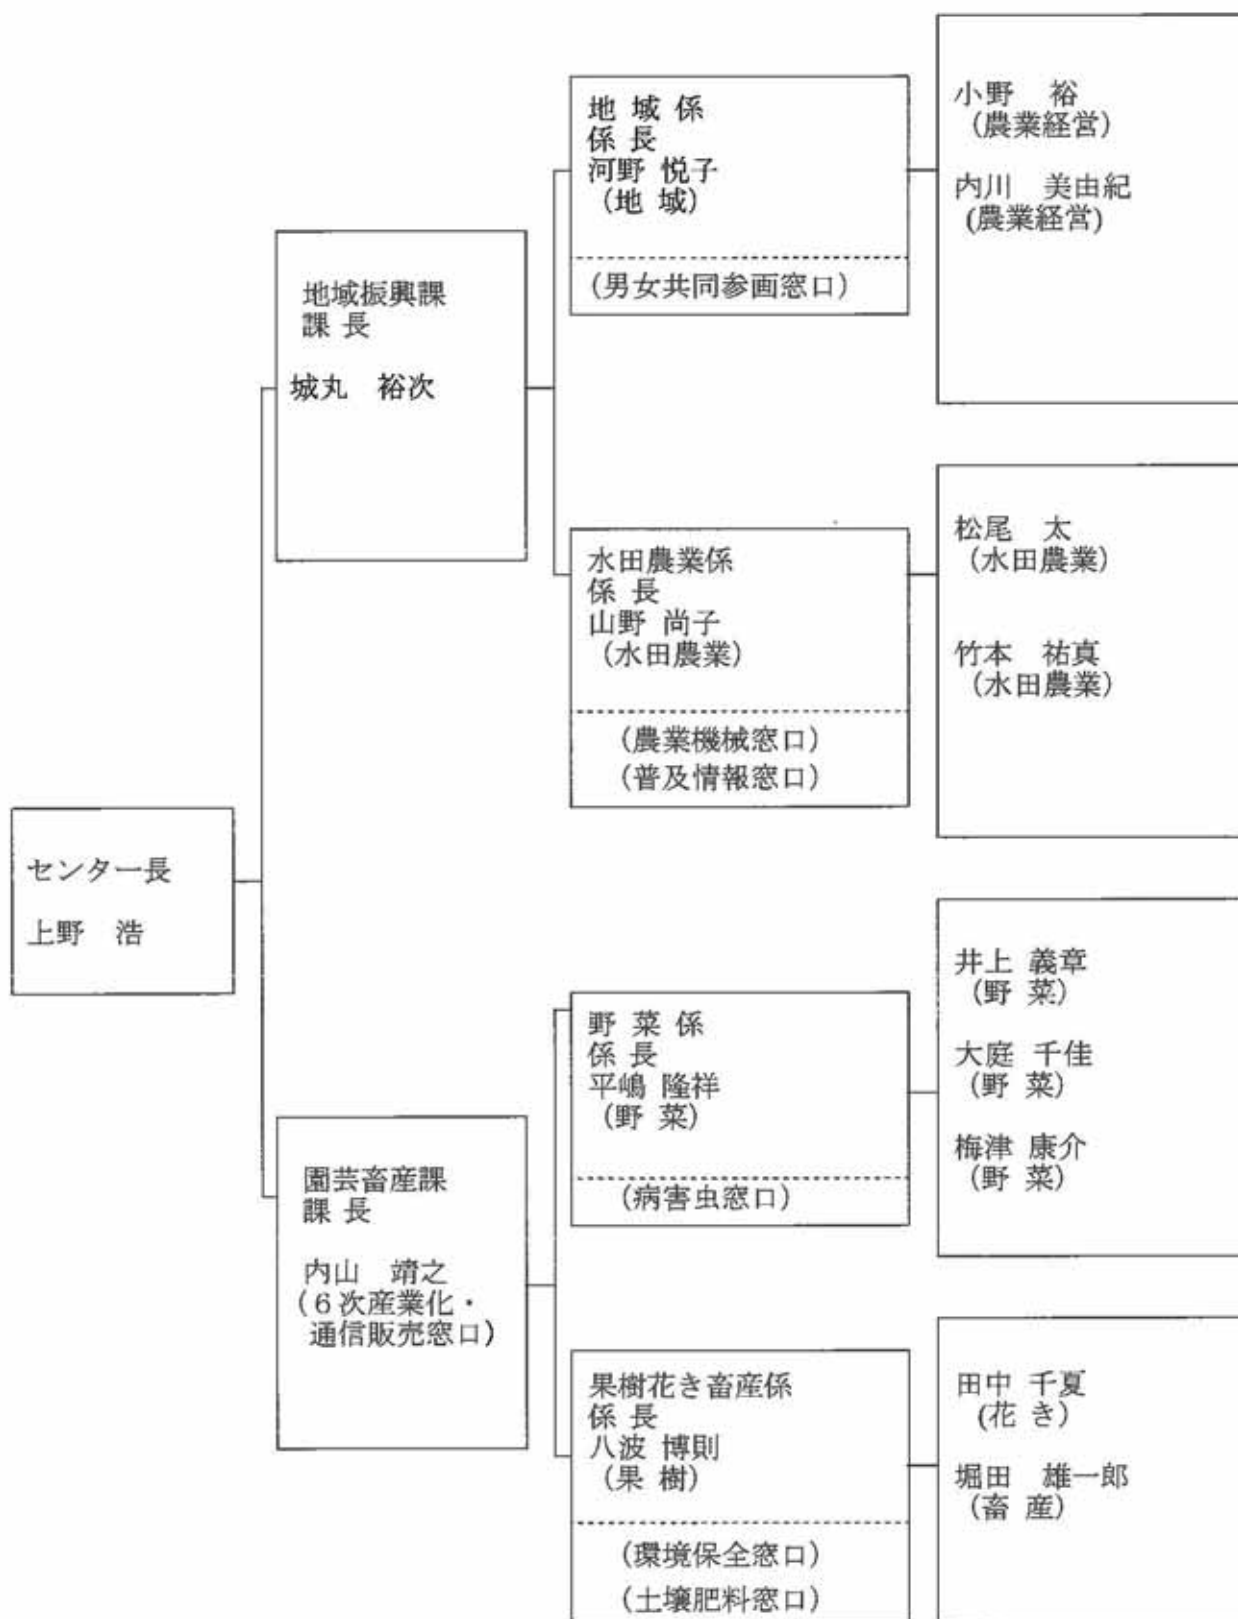 センター長
上野　浩
地域振興課
課 長
城丸　裕次
地 域 係
係 長
河野 悦子
(地 域)
(男女共同参画窓口)
小野　裕
(農業経営)
内川　美由紀
(農業経営)
水田農業係
係 長
山野 尚子
(水田農業)
(農業機械窓口)
(普及情報窓口)
松尾　太
(水田農業)
竹本　祐真
(水田農業)
園芸畜産課
課 長
内山　靖之
(６次産業化・
通信販売窓口)
野 菜 係
係 長
平嶋 隆祥
(野 菜)
(病害虫窓口)
井上 義章
(野 菜)
大庭 千佳
(野 菜)
梅津 康介
(野 菜)
果樹花き畜産係
係 長
八波 博則
(果 樹)
(環境保全窓口)
(土壌肥料窓口)
田中 千夏
(花 き)
堀田　雄一郎
(畜 産)